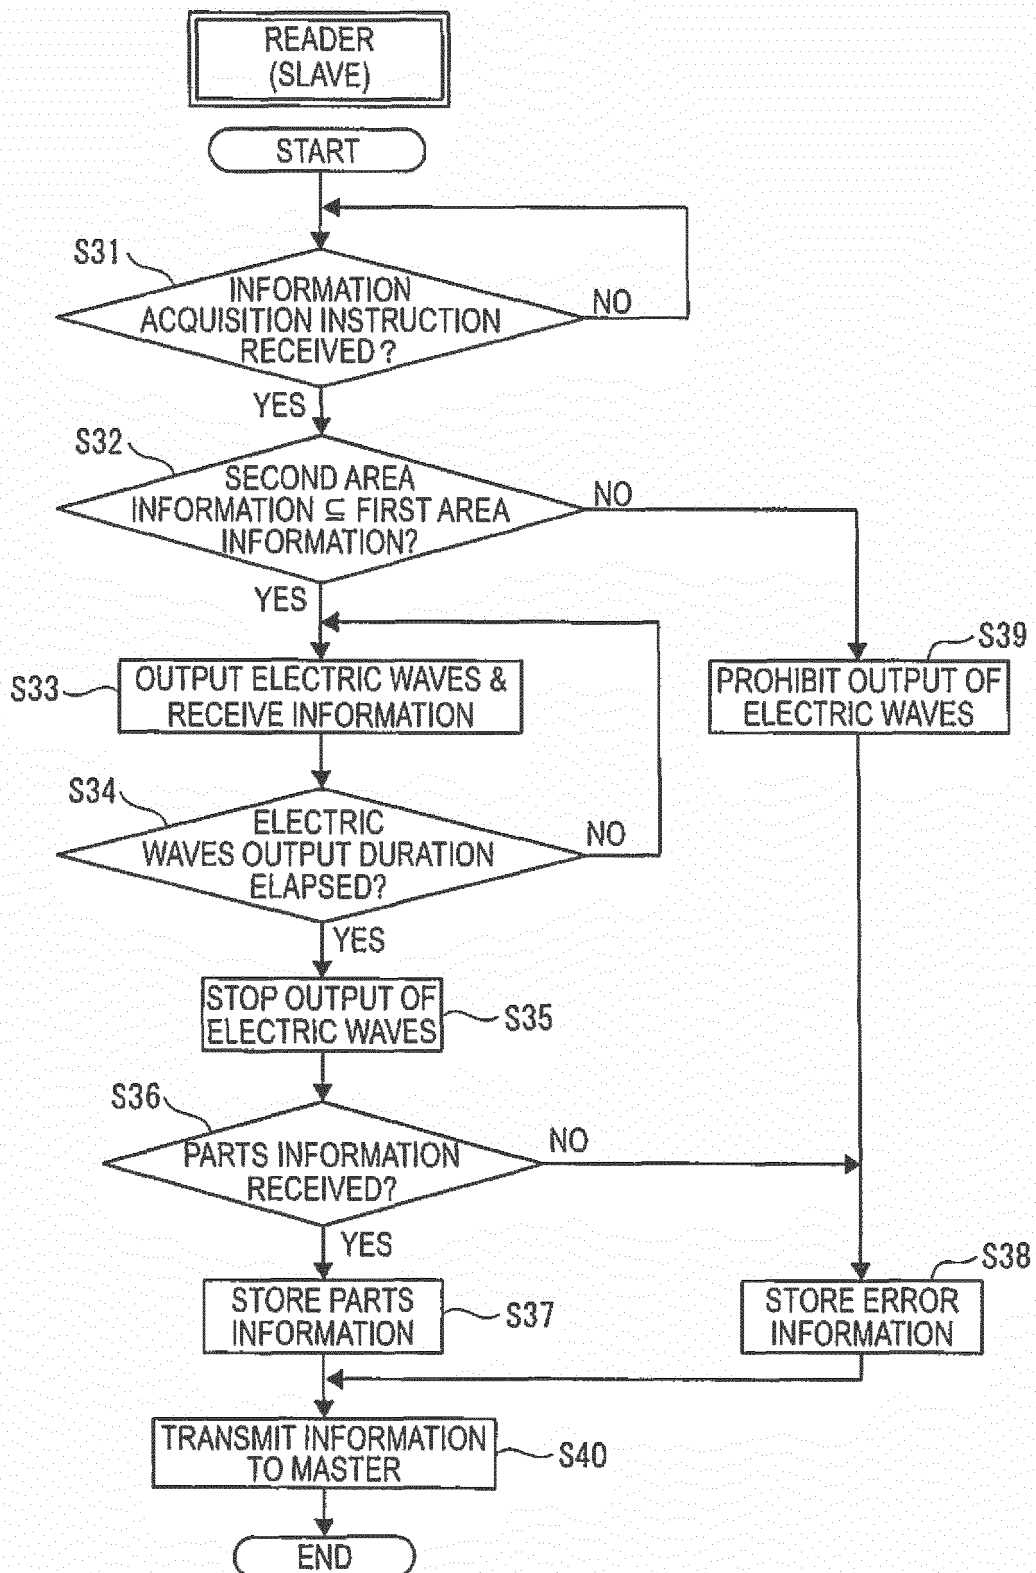 READER
(SLAVE)
START
S31
INFORMATION
ACQUISITION INSTRUCTION
RECEIVED?
NO
YES
S32
SECOND AREA
INFORMATION ⊆ FIRST AREA
INFORMATION?
NO
YES
S33
OUTPUT ELECTRIC WAVES &
RECEIVE INFORMATION
S39
PROHIBIT OUTPUT OF
ELECTRIC WAVES
S34
ELECTRIC
WAVES OUTPUT DURATION
ELAPSED?
NO
YES
STOP OUTPUT OF
ELECTRIC WAVES
S35
S36
PARTS INFORMATION
RECEIVED?
NO
YES
STORE PARTS
INFORMATION
S37
S38
STORE ERROR
INFORMATION
TRANSMIT INFORMATION
TO MASTER
S40
END